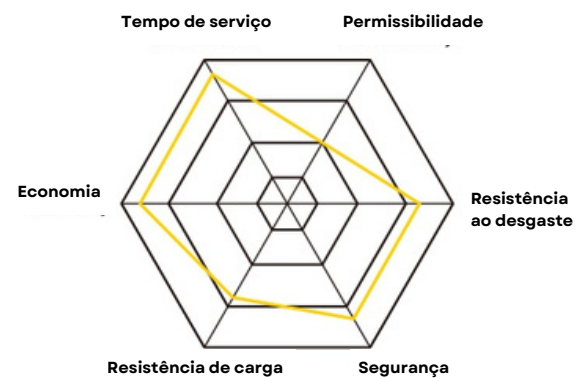 Tempo de serviço
Permissibilidade
Economia
Resistência
ao desgaste
Resistência de carga
Segurança